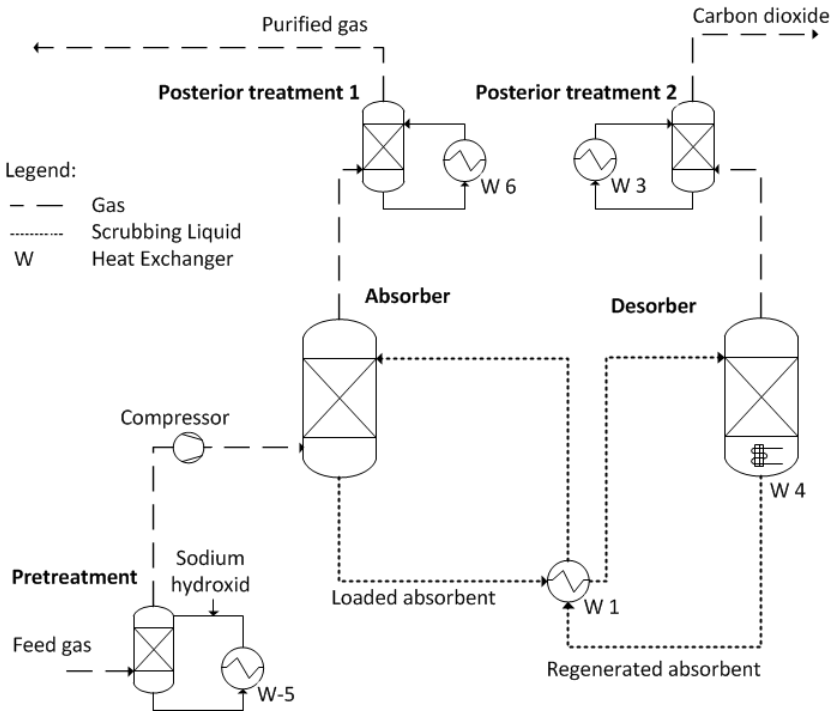 Purified gas
Carbon dioxide
Posterior treatment 1
Posterior treatment 2
W 6
W 3
Legend:
Gas
Scrubbing Liquid
W Heat Exchanger
Absorber
Desorber
Compressor
W 4
Pretreatment
Sodium
hydroxid
Loaded absorbent
W 1
Feed gas
W-5
Regenerated absorbent